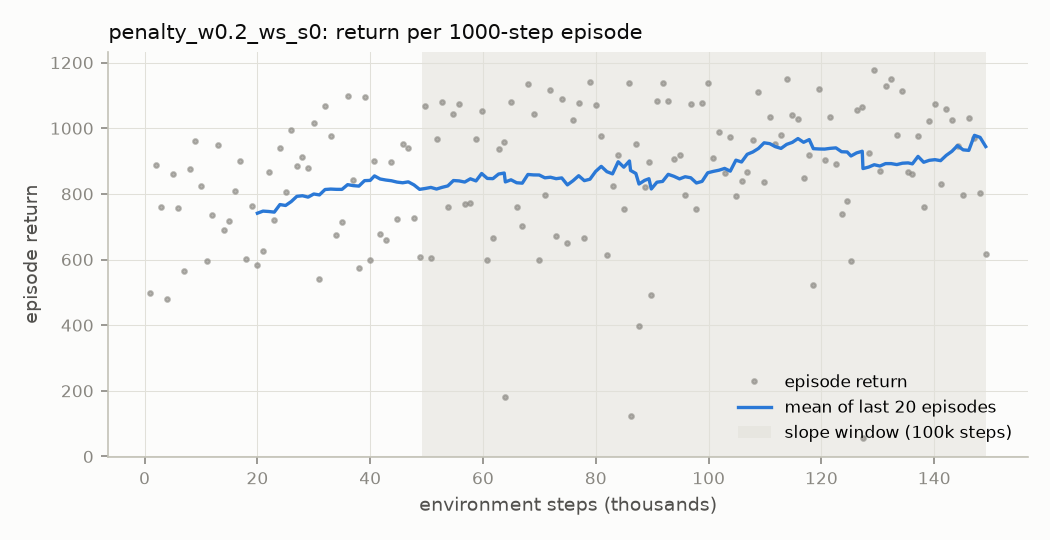 penalty_w0.2_ws_s0: return per 1000-step episode
episode return
1200
1000
800
600
400
200
0
episode return
mean of last 20 episodes
slope window (100k steps)
0 20 40 60 80 100 120 140
environment steps (thousands)